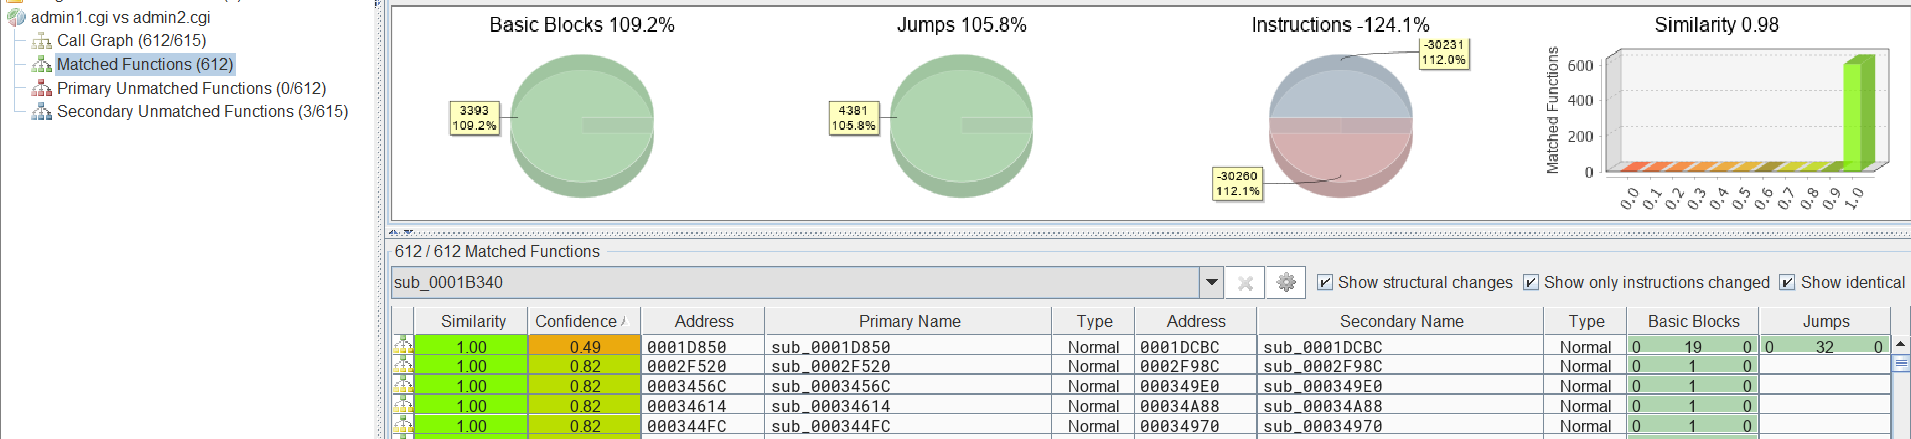 admin1.cgi vs admin2.cgi
Call Graph (612/615)
Matched Functions (612)
Primary Unmatched Functions (0/612)
Secondary Unmatched Functions (3/615)
Basic Blocks 109.2%
3393
109.2%
Jumps 105.8%
4381
105.8%
Instructions -124.1%
-30231
112.0%
-30260
112.1%
Similarity 0.98
Matched Functions
600
400
200
0
0.0 0.1 0.2 0.3 0.4 0.5 0.6 0.7 0.8 0.9 1.0
612 / 612 Matched Functions
sub_0001B340
Show structural changes Show only instructions changed Show identical
Similarity Confidence Address Primary Name Type Address Secondary Name Type Basic Blocks Jumps
1.00 0.49 0001D850 sub_0001D850 Normal 0001DCBC sub_0001DCBC Normal 0 19 0 0 32 0
1.00 0.82 0002F520 sub_0002F520 Normal 0002F98C sub_0002F98C Normal 0 1 0
1.00 0.82 0003456C sub_0003456C Normal 000349E0 sub_000349E0 Normal 0 1 0
1.00 0.82 00034614 sub_00034614 Normal 00034A88 sub_00034A88 Normal 0 1 0
1.00 0.82 000344FC sub_000344FC Normal 00034970 sub_00034970 Normal 0 1 0